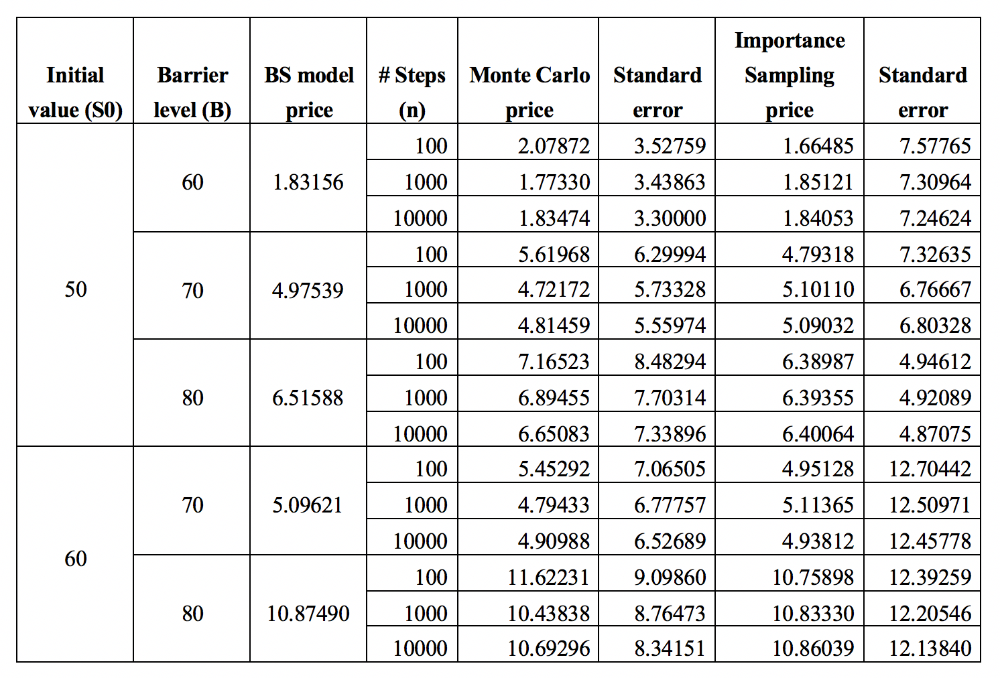 Initial value (S0) Barrier level (B) BS model price # Steps (n) Monte Carlo price Standard error Importance Sampling price Standard error
50 60 1.83156 100 2.07872 3.52759 1.66485 7.57765
1000 1.77330 3.43863 1.85121 7.30964
10000 1.83474 3.30000 1.84053 7.24624
70 4.97539 100 5.61968 6.29994 4.79318 7.32635
1000 4.72172 5.73328 5.10110 6.76667
10000 4.81459 5.55974 5.09032 6.80328
80 6.51588 100 7.16523 8.48294 6.38987 4.94612
1000 6.89455 7.70314 6.39355 4.92089
10000 6.65083 7.33896 6.40064 4.87075
60 70 5.09621 100 5.45292 7.06505 4.95128 12.70442
1000 4.79433 6.77757 5.11365 12.50971
10000 4.90988 6.52689 4.93812 12.45778
80 10.87490 100 11.62231 9.09860 10.75898 12.39259
1000 10.43838 8.76473 10.83330 12.20546
10000 10.69296 8.34151 10.86039 12.13840